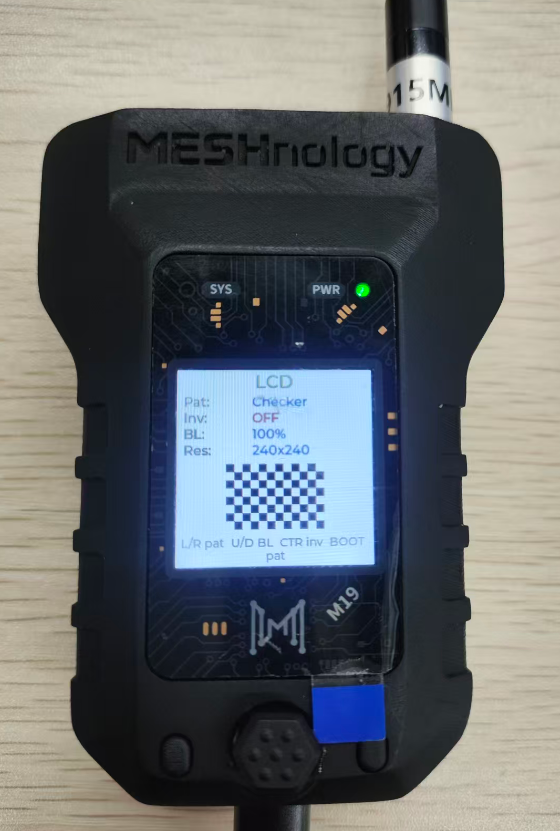 15M
MESHnology
SYS
PWR
LCD
Pat: Checker
Inv: OFF
BL: 100%
Res: 240x240
L/R pat U/D BL CTR inv BOOT
pat
M19